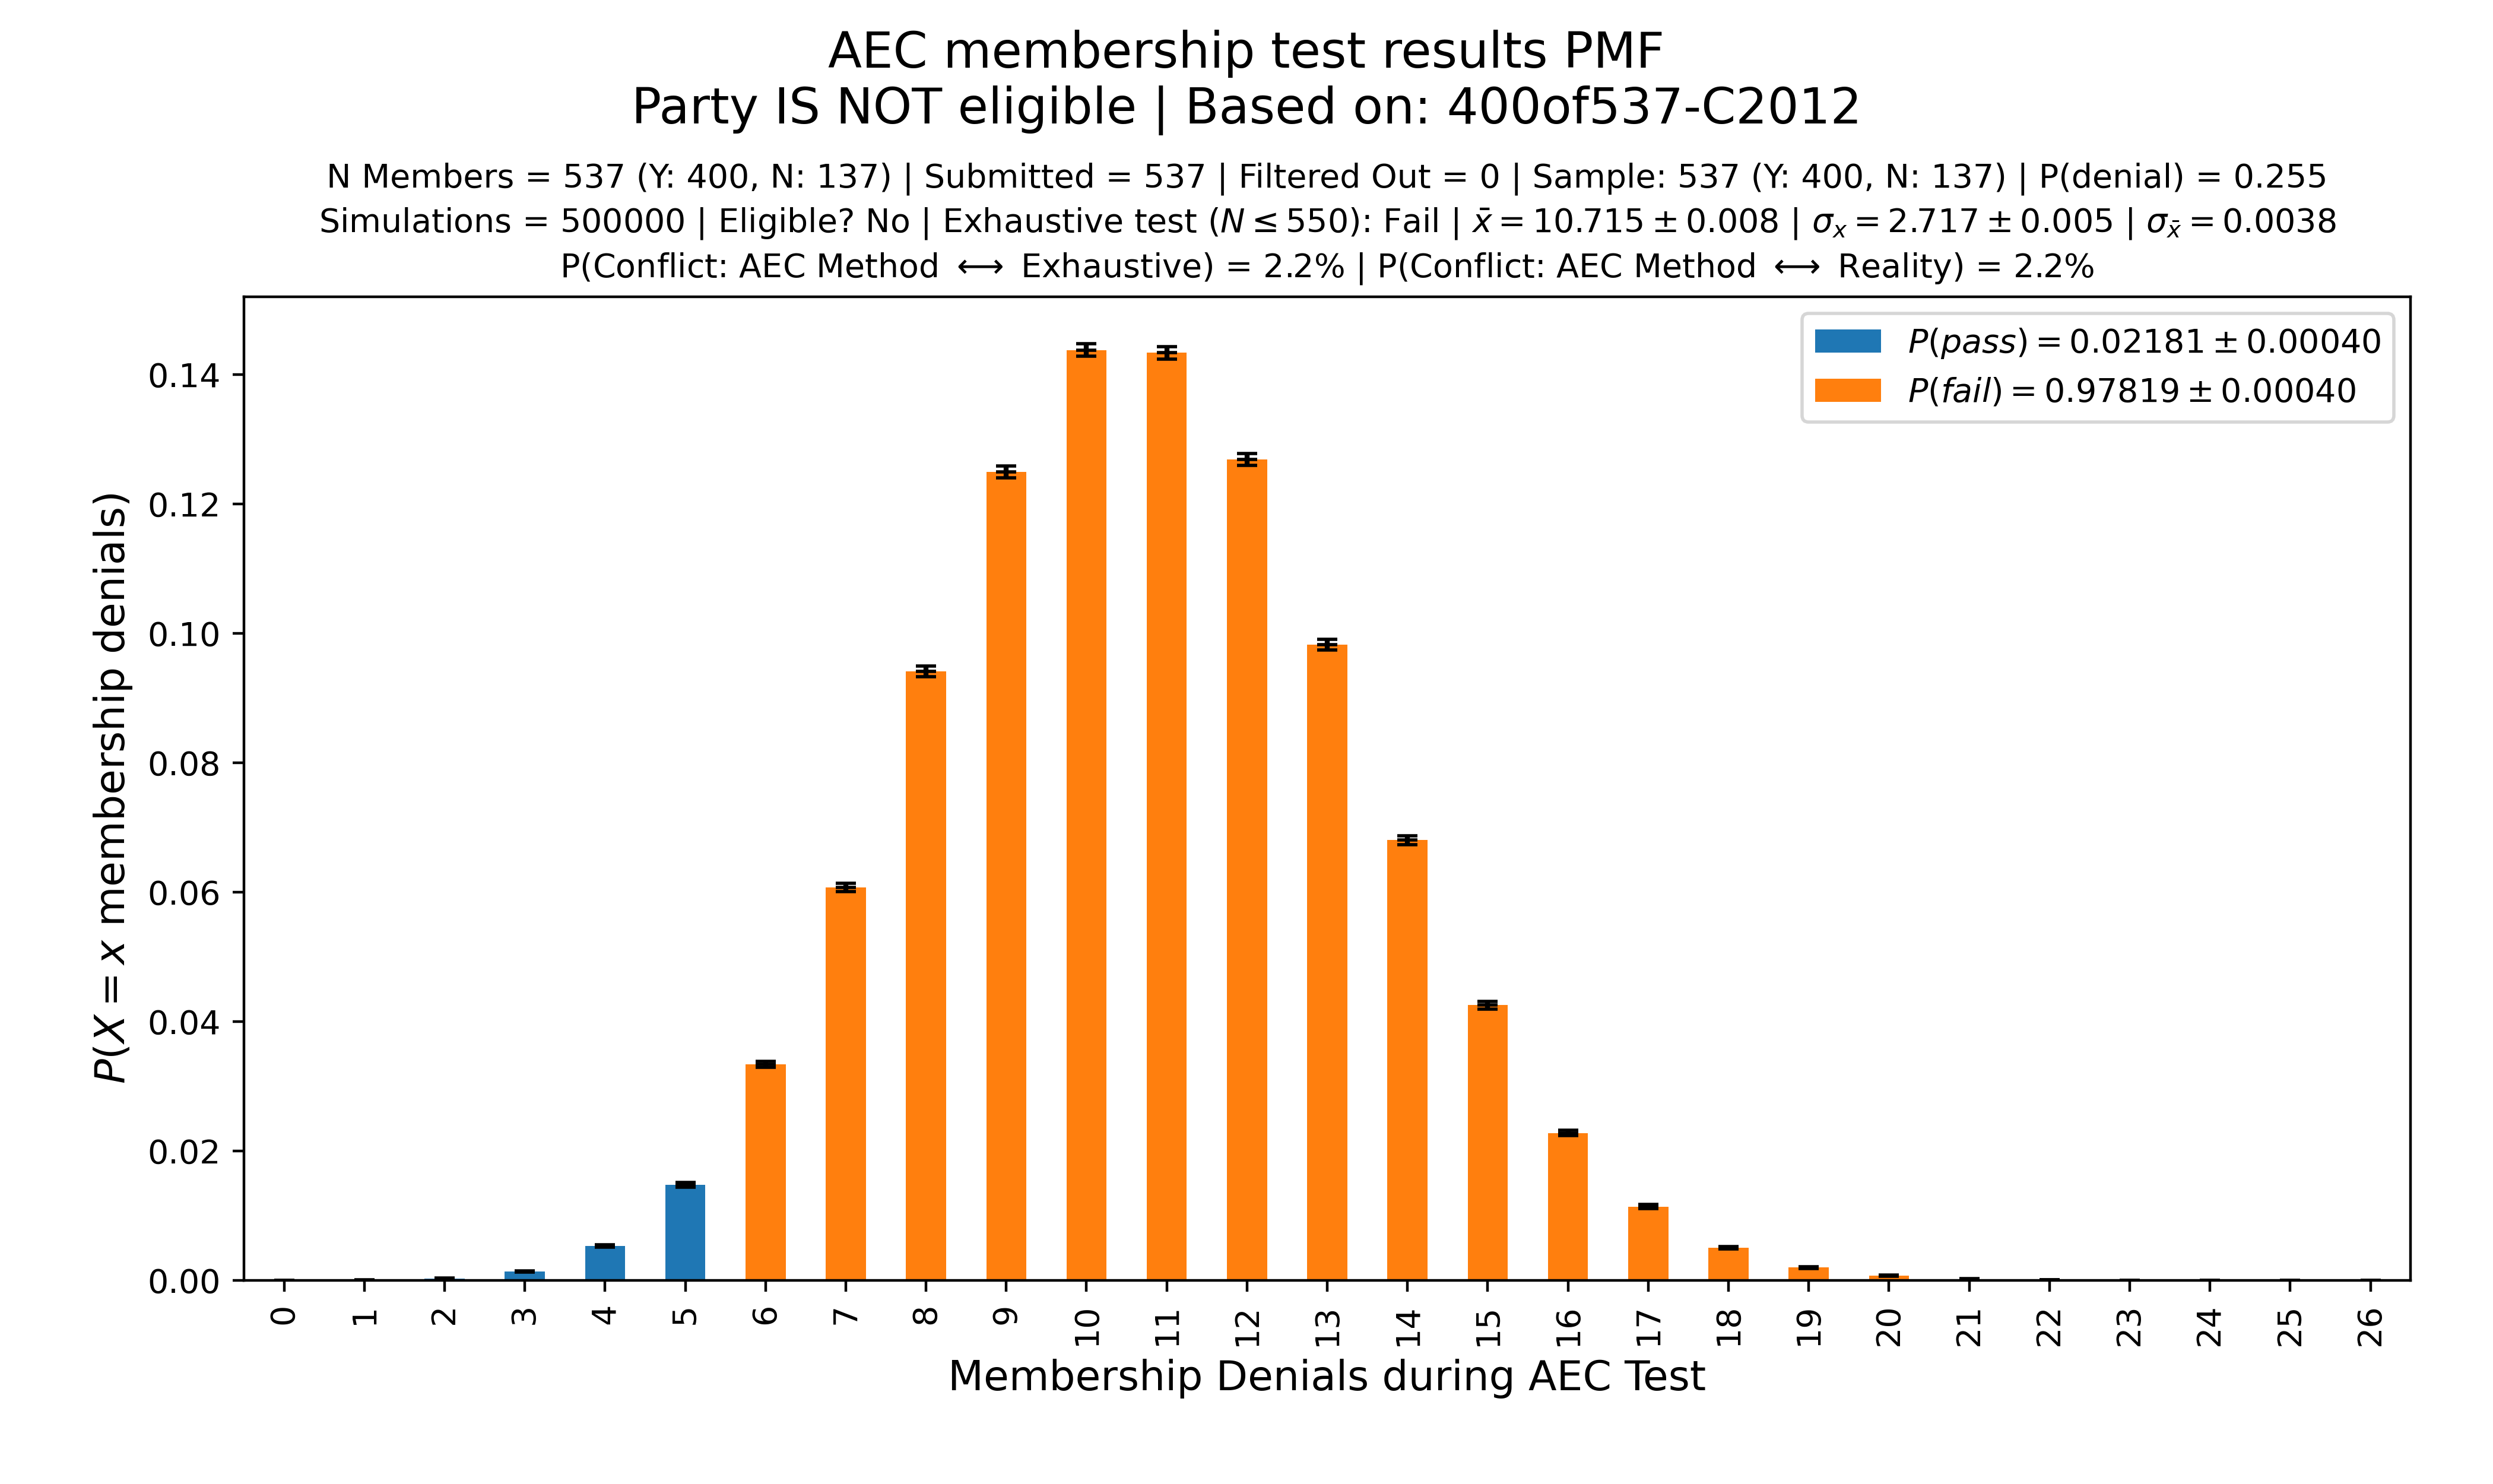 AEC membership test results PMF
Party IS NOT eligible | Based on: 400of537-C2012
N Members = 537 (Y: 400, N: 137) | Submitted = 537 | Filtered Out = 0 | Sample: 537 (Y: 400, N: 137) | P(denial) = 0.255
Simulations = 500000 | Eligible? No | Exhaustive test (N ≤ 550): Fail | x̄ = 10.715 ± 0.008 | σₓ = 2.717 ± 0.005 | σ_x̄ = 0.0038
P(Conflict: AEC Method ⟷ Exhaustive) = 2.2% | P(Conflict: AEC Method ⟷ Reality) = 2.2%
P(pass) = 0.02181 ± 0.00040
P(fail) = 0.97819 ± 0.00040
P(X = x membership denials)
0.14
0.12
0.10
0.08
0.06
0.04
0.02
0.00
0 1 2 3 4 5 6 7 8 9 10 11 12 13 14 15 16 17 18 19 20 21 22 23 24 25 26
Membership Denials during AEC Test